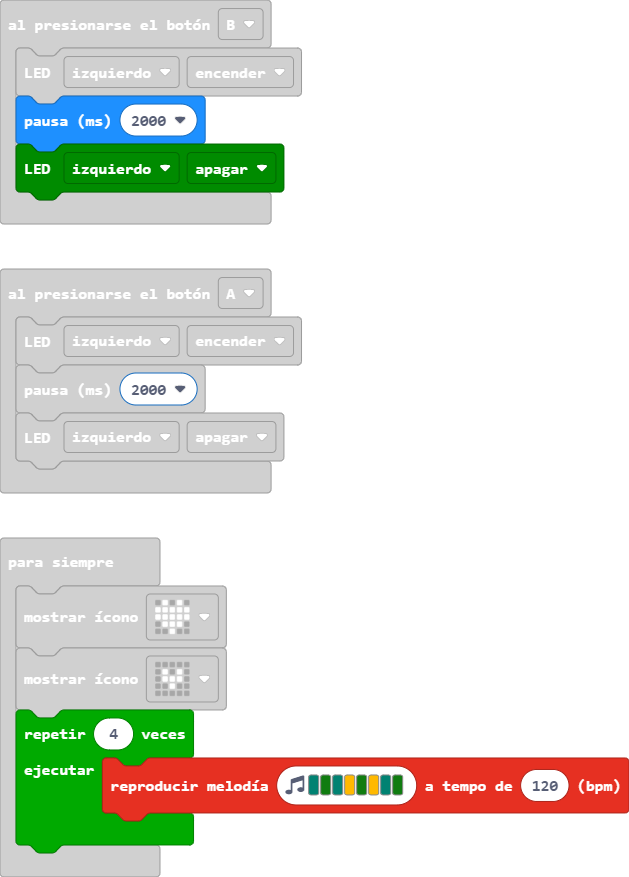 al presionarse el botón B
LED izquierdo encender
pausa (ms) 2000
LED izquierdo apagar
al presionarse el botón A
LED izquierdo encender
pausa (ms) 2000
LED izquierdo apagar
para siempre
mostrar ícono
mostrar ícono
repetir 4 veces
ejecutar
reproducir melodía a tempo de 120 (bpm)